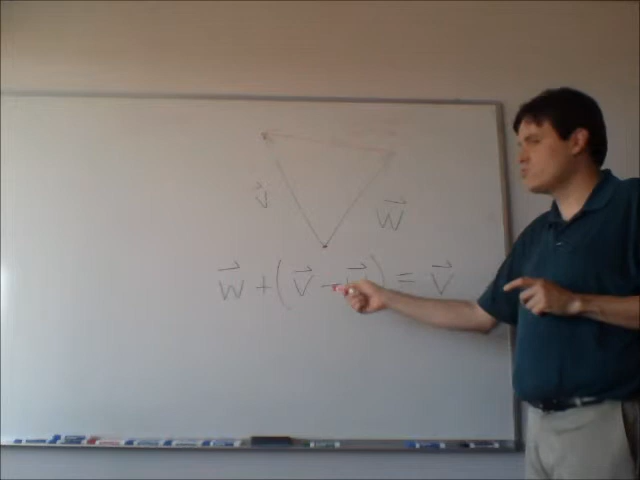 v⃗
w⃗
w⃗ + (v⃗ - w⃗) = v⃗